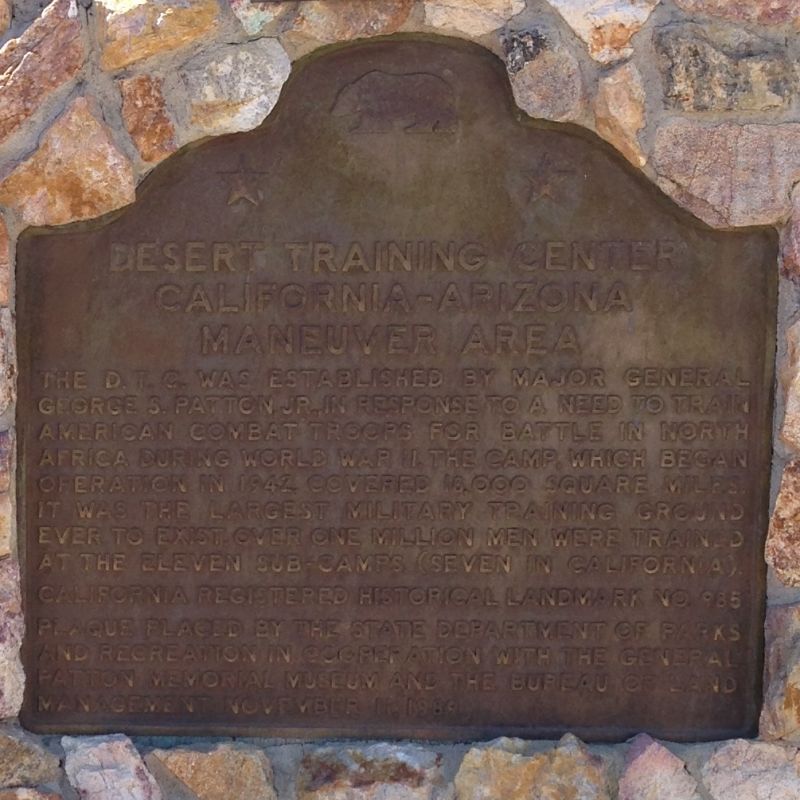 DESERT TRAINING CENTER
CALIFORNIA-ARIZONA
MANEUVER AREA
THE D.T.C. WAS ESTABLISHED BY MAJOR GENERAL
GEORGE S. PATTON, JR., IN RESPONSE TO A NEED TO TRAIN
AMERICAN COMBAT TROOPS FOR BATTLE IN NORTH
AFRICA DURING WORLD WAR II. THE CAMP, WHICH BEGAN
OPERATION IN 1942, COVERED 18,000 SQUARE MILES.
IT WAS THE LARGEST MILITARY TRAINING GROUND
EVER TO EXIST. OVER ONE MILLION MEN WERE TRAINED
AT THE ELEVEN SUB-CAMPS (SEVEN IN CALIFORNIA).
CALIFORNIA REGISTERED HISTORICAL LANDMARK NO. 985
PLAQUE PLACED BY THE STATE DEPARTMENT OF PARKS
AND RECREATION IN COOPERATION WITH THE GENERAL
PATTON MEMORIAL MUSEUM AND THE BUREAU OF LAND
MANAGEMENT NOVEMBER 11, 1989.